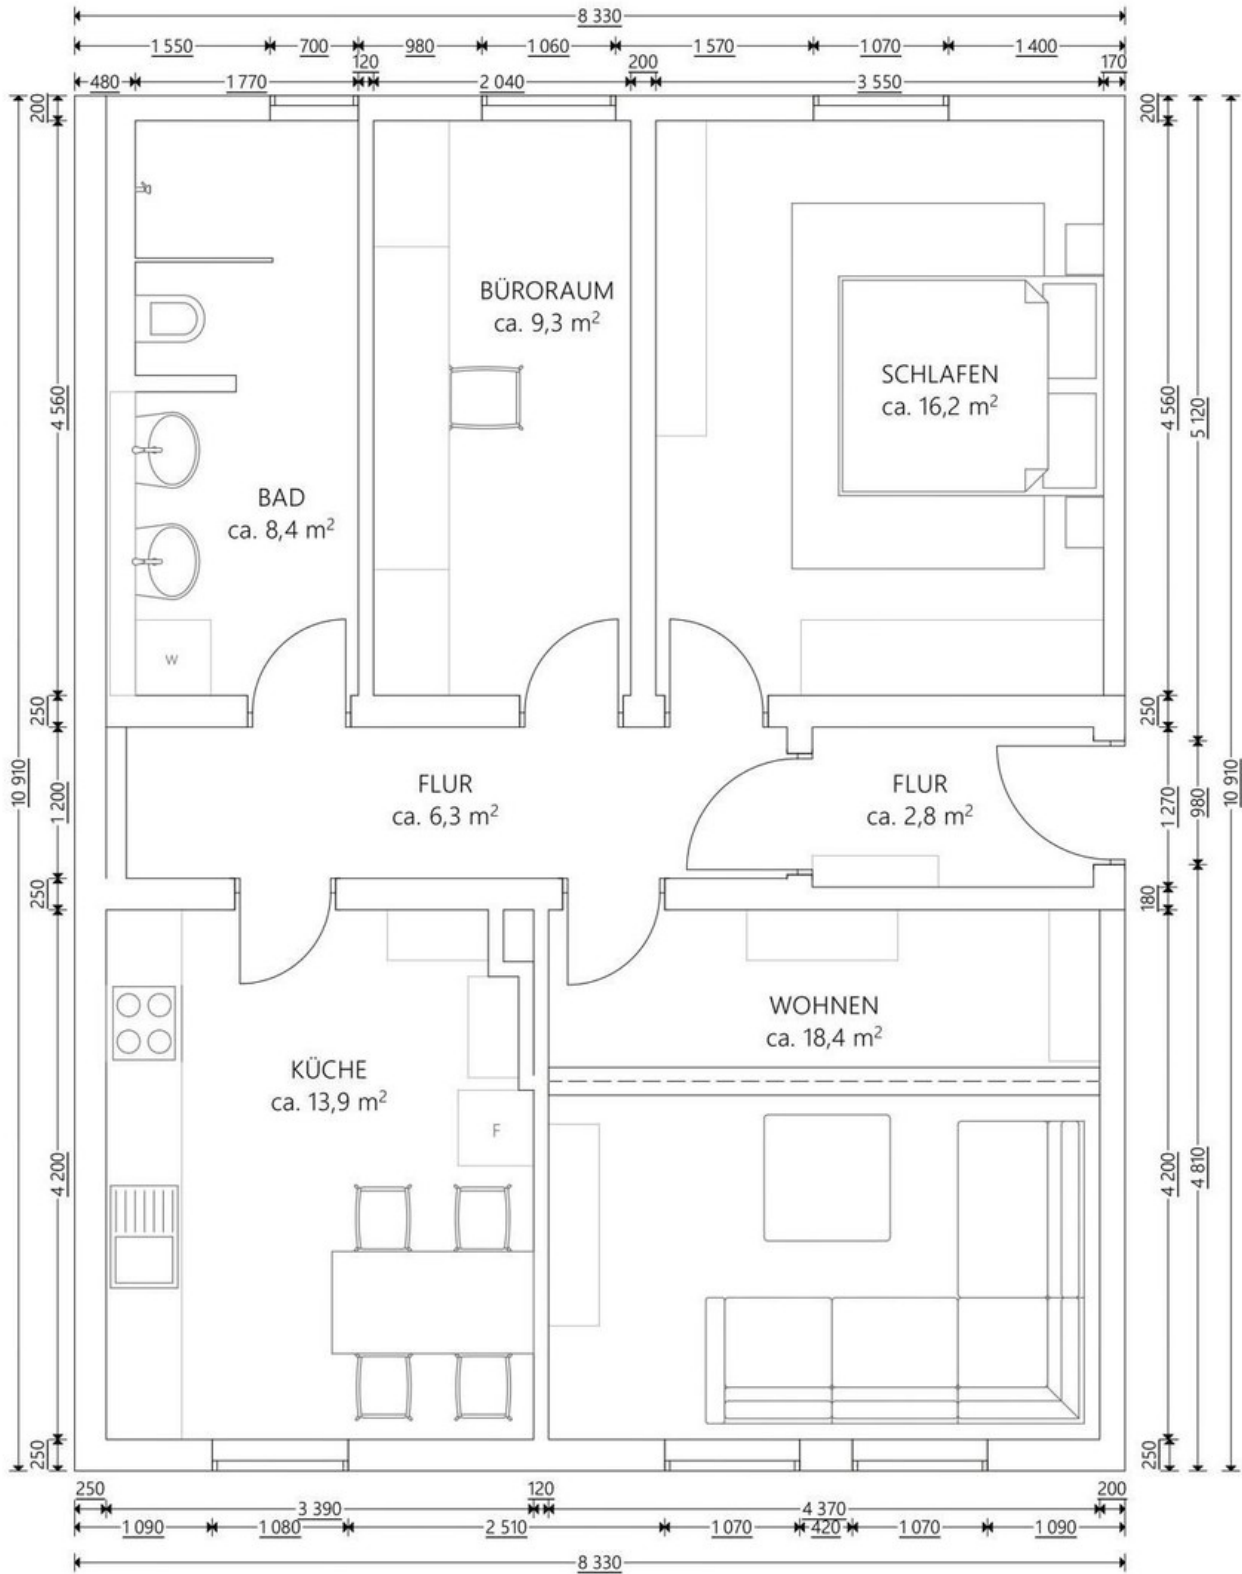 8 330
1 550 700 980 1 060 1 570 1 070 1 400
120 200 170
480 1 770 2 040 3 550
200 200
BÜRORAUM
ca. 9,3 m²
SCHLAFEN
ca. 16,2 m²
4 560 4 560 5 120
BAD
ca. 8,4 m²
W
250 250
10 910 10 910
FLUR
ca. 6,3 m²
FLUR
ca. 2,8 m²
1 200 1 270 980
250 180
WOHNEN
ca. 18,4 m²
KÜCHE
ca. 13,9 m²
F
4 200 4 200 4 810
250 250
250 120 200
3 390 4 370
1 090 1 080 2 510 1 070 420 1 070 1 090
8 330